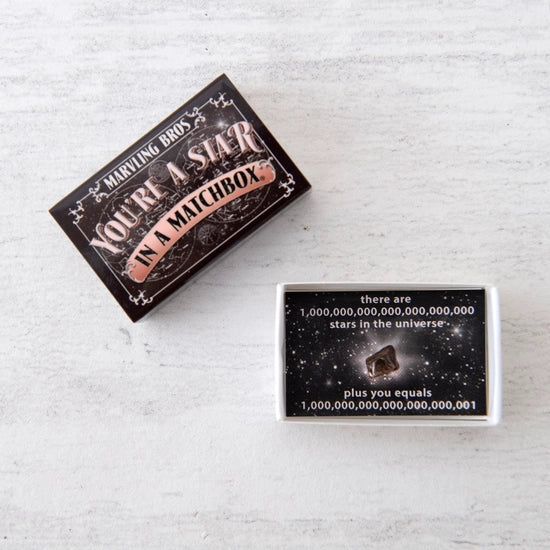 MARVLING BROS
YOU'RE A STAR
IN A MATCHBOX®
there are
1,000,000,000,000,000,000,000
stars in the universe
plus you equals
1,000,000,000,000,000,000,001